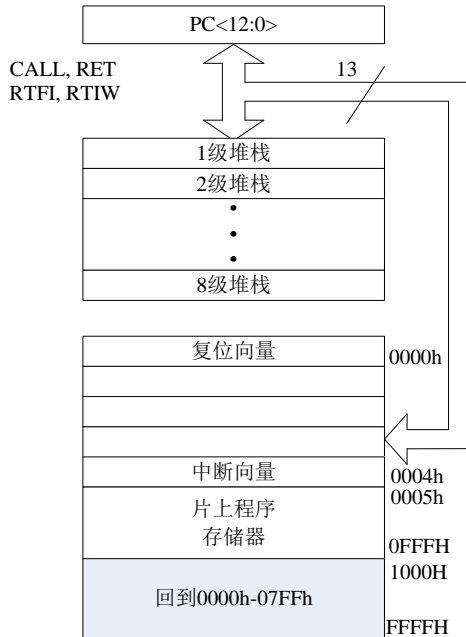 PC<12:0>
CALL, RET
RTFI, RTIW
13
1级堆栈
2级堆栈
8级堆栈
复位向量
0000h
中断向量
0004h
0005h
片上程序
存储器
0FFFH
1000H
回到0000h-07FFh
FFFFH